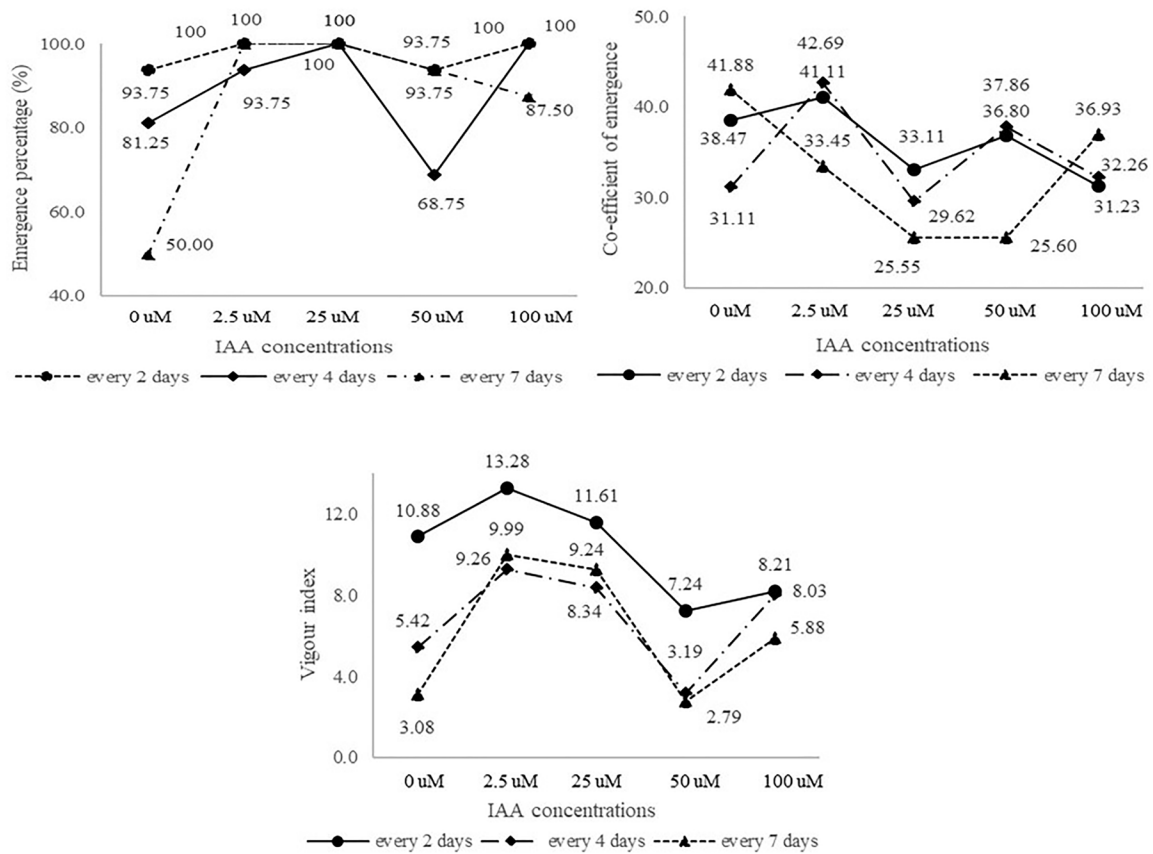 100 100 100 100 100
100.0 93.75
Emergence percentage (%)
93.75 100 93.75 93.75 87.50
80.0 81.25
60.0 68.75
50.00
40.0
0 uM 2.5 uM 25 uM 50 uM 100 uM
IAA concentrations
every 2 days every 4 days every 7 days
50.0
42.69
41.88 41.11 37.86
40.0 36.80 36.93
Co-efficient of emergence
38.47 33.45 33.11 32.26
30.0 31.11 29.62 31.23
25.55 25.60
20.0
0 uM 2.5 uM 25 uM 50 uM 100 uM
IAA concentrations
every 2 days every 4 days every 7 days
13.28
12.0 10.88 11.61
9.99
9.26 9.24
Vigour index
8.0 8.34 7.24 8.21 8.03
5.42 5.88
4.0 3.19
3.08 2.79
0.0
0 uM 2.5 uM 25 uM 50 uM 100 uM
IAA concentrations
every 2 days every 4 days every 7 days